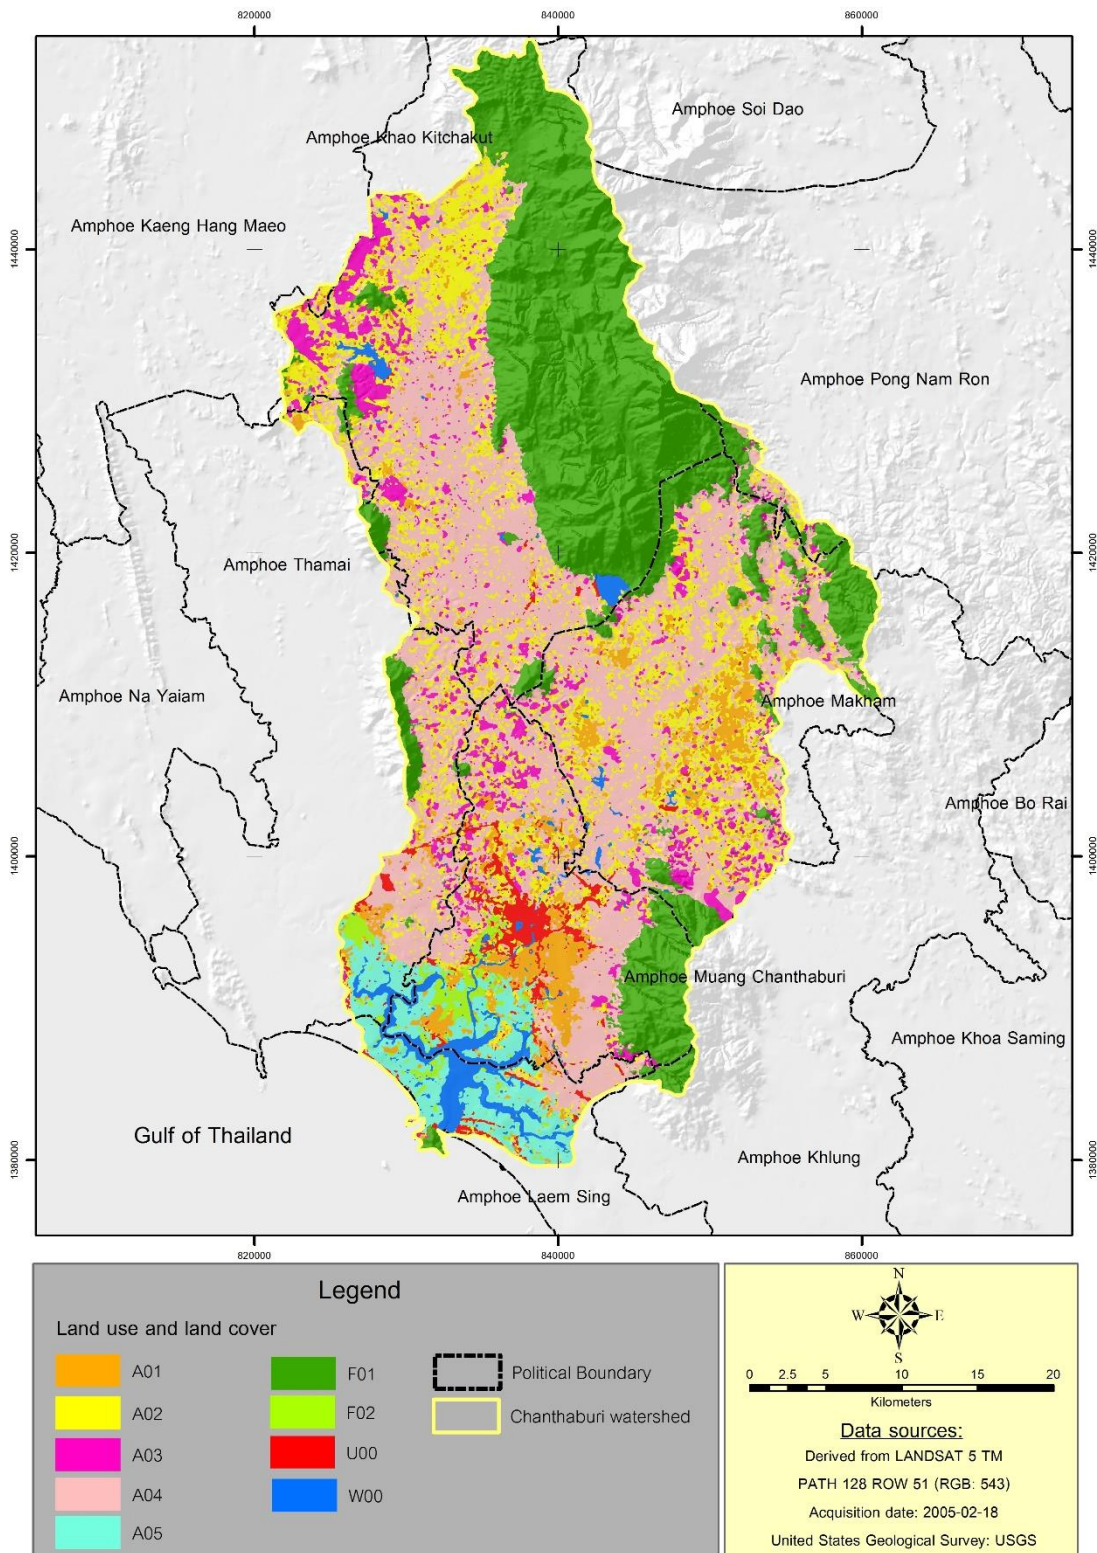 820000
840000
860000
Amphoe Soi Dao
Amphoe Khao Kitchakut
Amphoe Kaeng Hang Maeo
1440000
1440000
Amphoe Pong Nam Ron
1420000
1420000
Amphoe Thamai
Amphoe Na Yaiam
Amphoe Makham
Amphoe Bo Rai
1400000
1400000
Amphoe Muang Chanthaburi
Amphoe Khoa Saming
Gulf of Thailand
Amphoe Khlung
1380000
1380000
Amphoe Laem Sing
820000
840000
860000
Legend
Land use and land cover
A01
A02
A03
A04
A05
F01
F02
U00
W00
Political Boundary
Chanthaburi watershed
N
W
E
S
0 2.5 5 10 15 20
Kilometers
Data sources:
Derived from LANDSAT 5 TM
PATH 128 ROW 51 (RGB: 543)
Acquisition date: 2005-02-18
United States Geological Survey: USGS